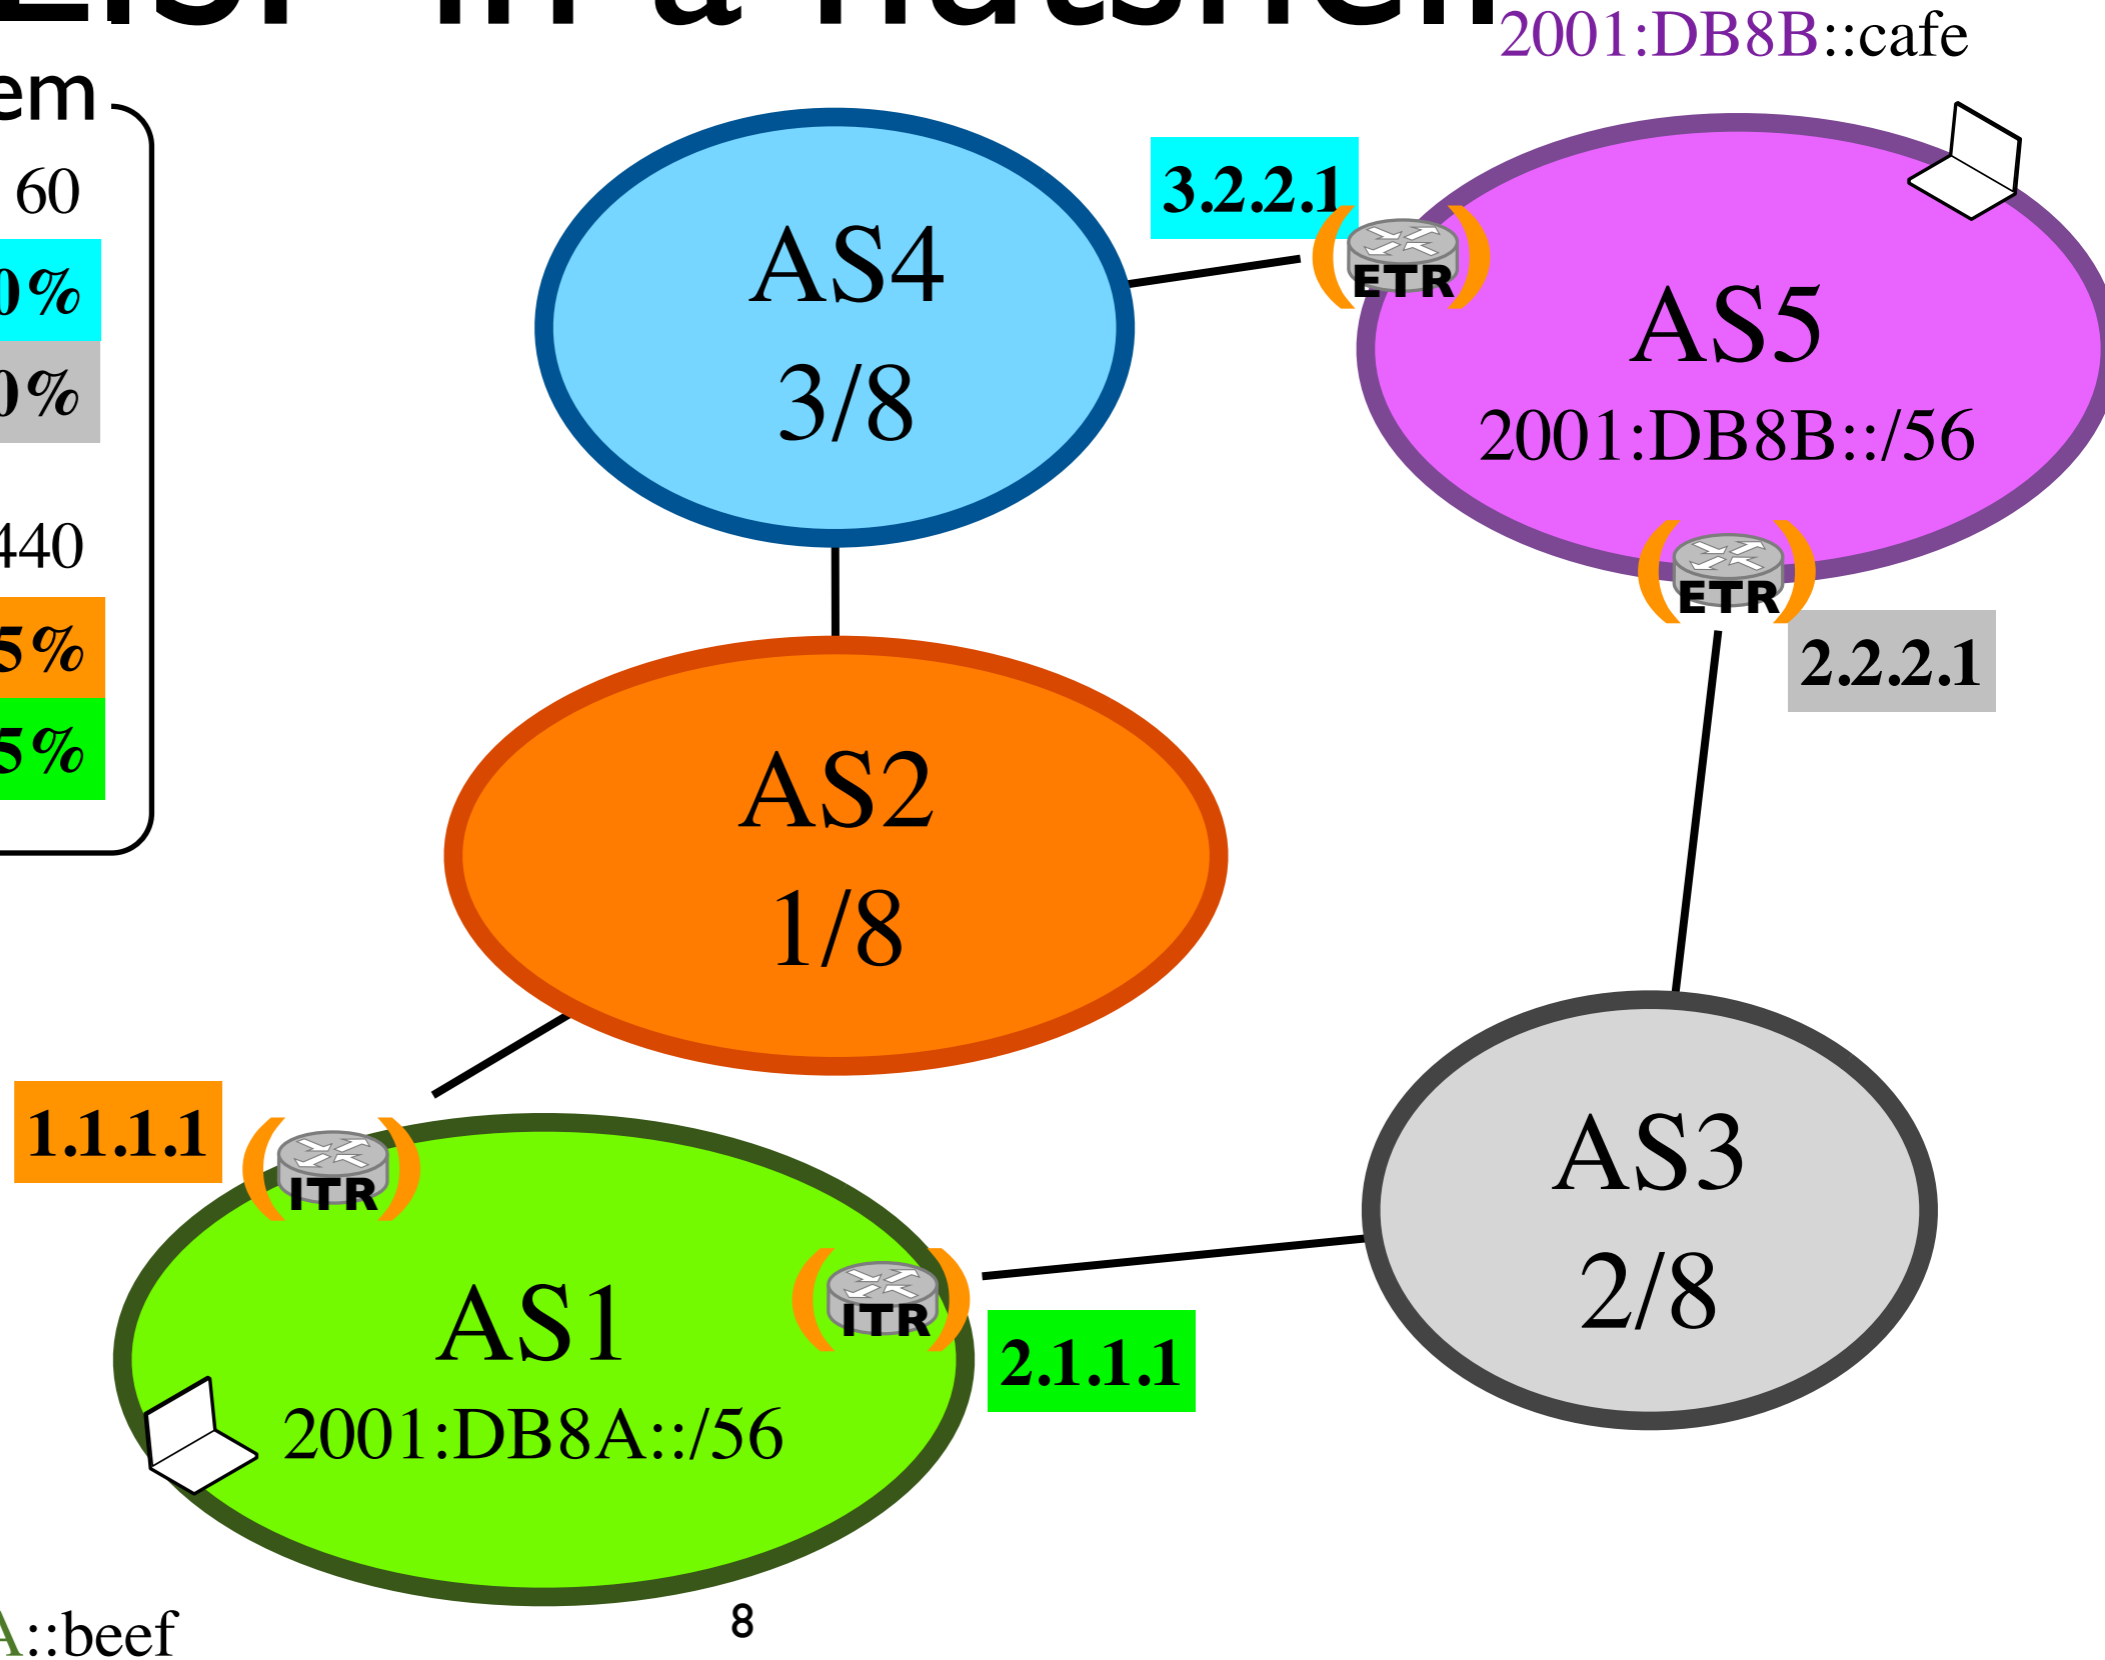 in a nutshell
2001:DB8B::cafe
60
0%
0%
440
5%
5%
AS4
3/8
3.2.2.1
ETR
AS5
2001:DB8B::/56
ETR
2.2.2.1
AS2
1/8
1.1.1.1
ITR
AS1
2001:DB8A::/56
ITR
2.1.1.1
AS3
2/8
A::beef
8